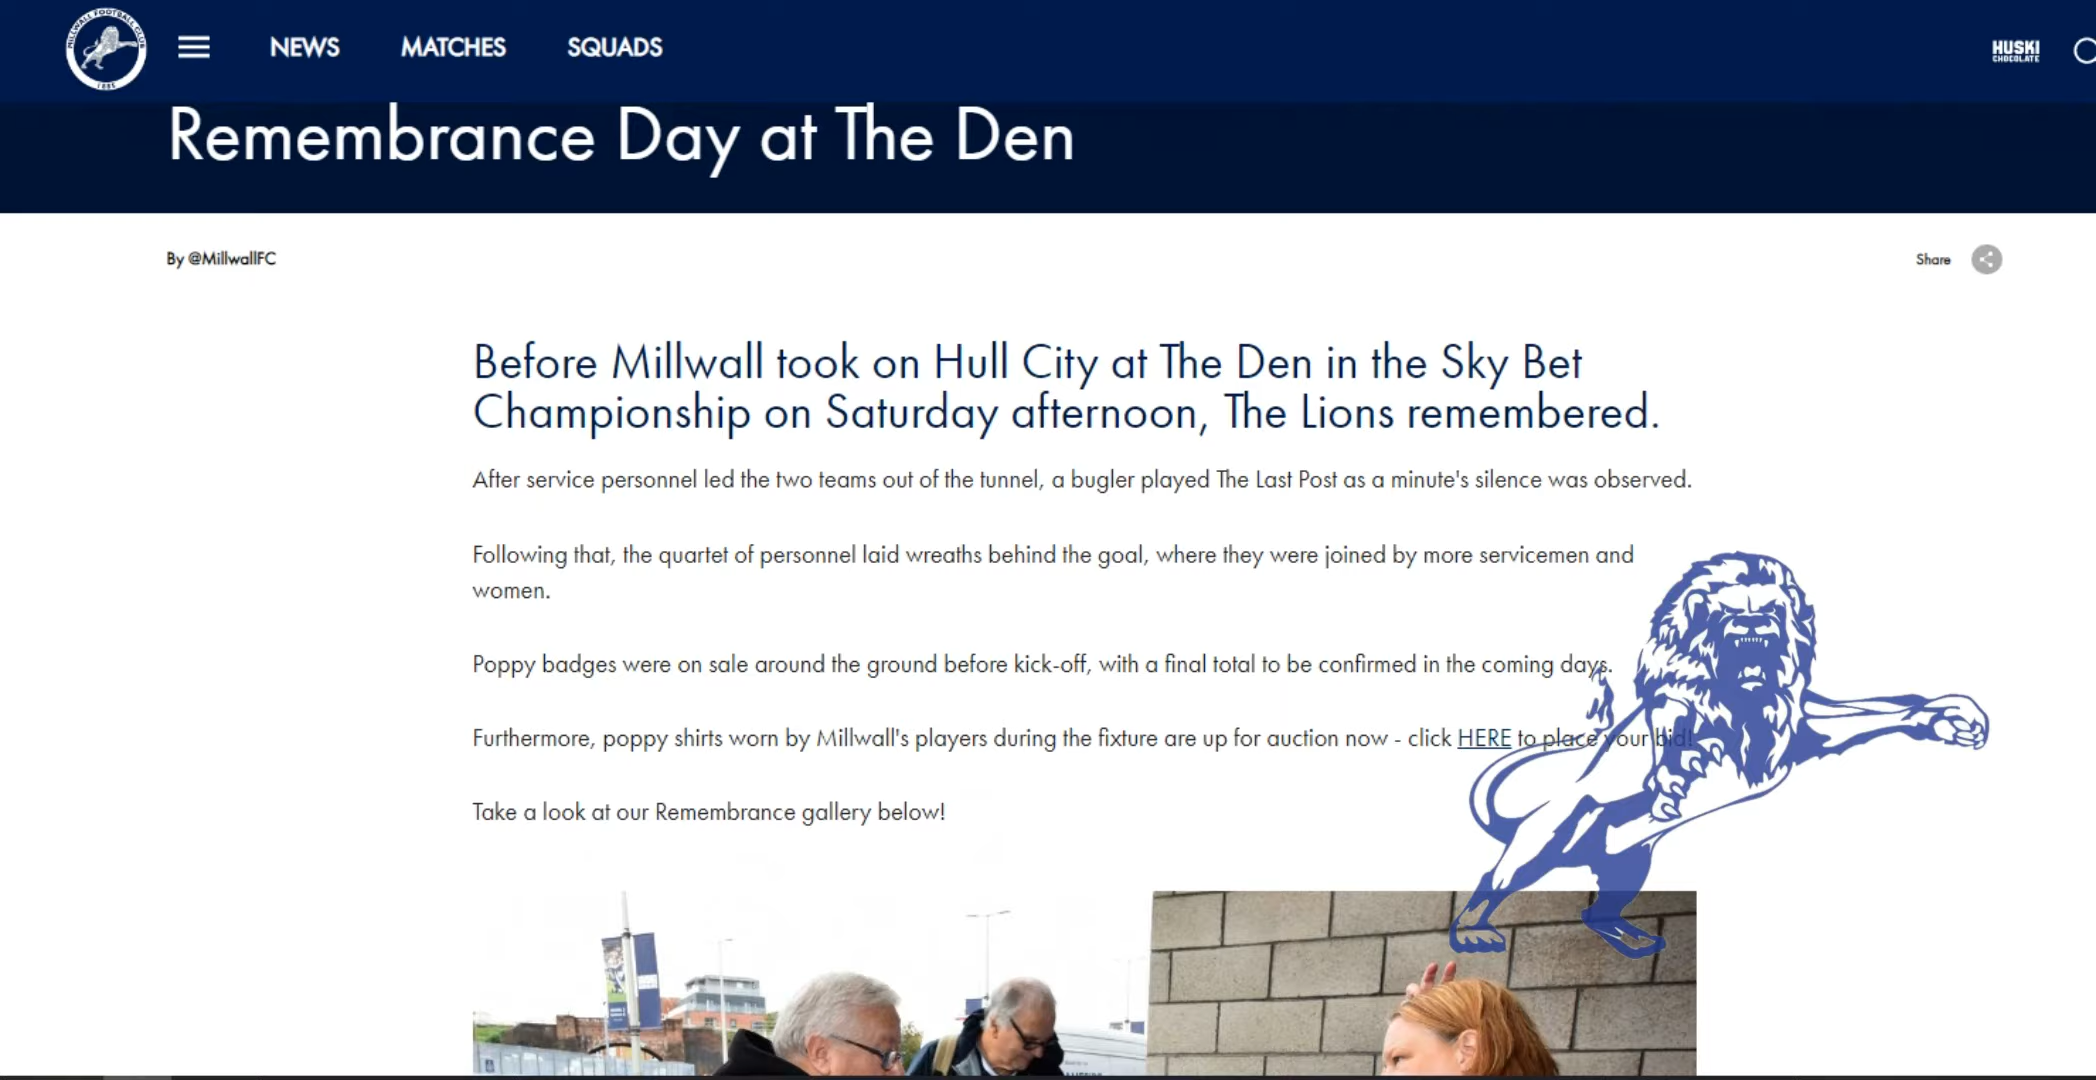 MILLWALL FOOTBALL CLUB
1885
NEWS MATCHES SQUADS
HUSKI
CHOCOLATE
Remembrance Day at The Den
By @MillwallFC
Share
Before Millwall took on Hull City at The Den in the Sky Bet
Championship on Saturday afternoon, The Lions remembered.
After service personnel led the two teams out of the tunnel, a bugler played The Last Post as a minute's silence was observed.
Following that, the quartet of personnel laid wreaths behind the goal, where they were joined by more servicemen and
women.
Poppy badges were on sale around the ground before kick-off, with a final total to be confirmed in the coming days.
Furthermore, poppy shirts worn by Millwall's players during the fixture are up for auction now - click HERE to place your bid!
Take a look at our Remembrance gallery below!